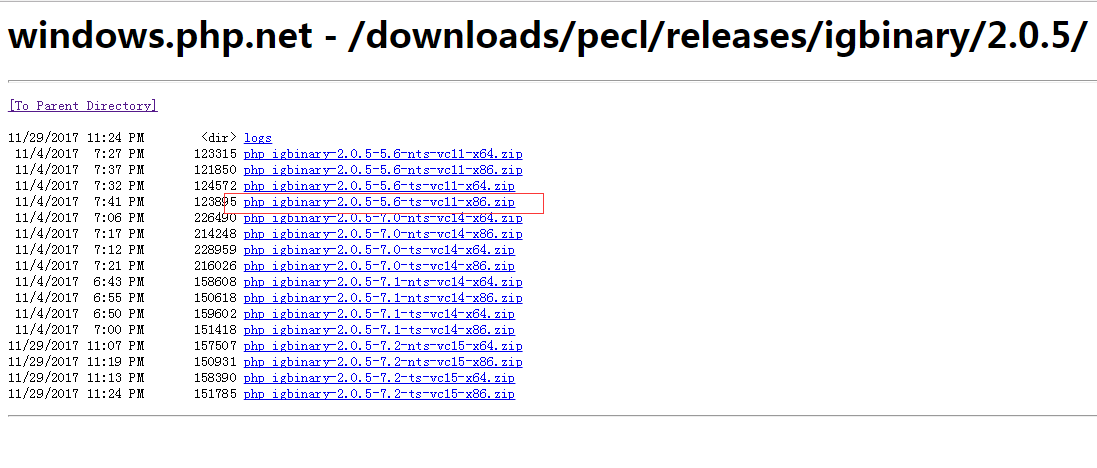 windows.php.net - /downloads/pecl/releases/igbinary/2.0.5/
[To Parent Directory]
11/29/2017 11:24 PM <dir> logs
11/4/2017 7:27 PM 123315 php_igbinary-2.0.5-5.6-nts-vc11-x64.zip
11/4/2017 7:37 PM 121850 php_igbinary-2.0.5-5.6-nts-vc11-x86.zip
11/4/2017 7:32 PM 124572 php_igbinary-2.0.5-5.6-ts-vc11-x64.zip
11/4/2017 7:41 PM 123895 php_igbinary-2.0.5-5.6-ts-vc11-x86.zip
11/4/2017 7:06 PM 226490 php_igbinary-2.0.5-7.0-nts-vc14-x64.zip
11/4/2017 7:17 PM 214248 php_igbinary-2.0.5-7.0-nts-vc14-x86.zip
11/4/2017 7:12 PM 228959 php_igbinary-2.0.5-7.0-ts-vc14-x64.zip
11/4/2017 7:21 PM 216026 php_igbinary-2.0.5-7.0-ts-vc14-x86.zip
11/4/2017 6:43 PM 158608 php_igbinary-2.0.5-7.1-nts-vc14-x64.zip
11/4/2017 6:55 PM 150618 php_igbinary-2.0.5-7.1-nts-vc14-x86.zip
11/4/2017 6:50 PM 159602 php_igbinary-2.0.5-7.1-ts-vc14-x64.zip
11/4/2017 7:00 PM 151418 php_igbinary-2.0.5-7.1-ts-vc14-x86.zip
11/29/2017 11:07 PM 157507 php_igbinary-2.0.5-7.2-nts-vc15-x64.zip
11/29/2017 11:19 PM 150931 php_igbinary-2.0.5-7.2-nts-vc15-x86.zip
11/29/2017 11:13 PM 158390 php_igbinary-2.0.5-7.2-ts-vc15-x64.zip
11/29/2017 11:24 PM 151785 php_igbinary-2.0.5-7.2-ts-vc15-x86.zip